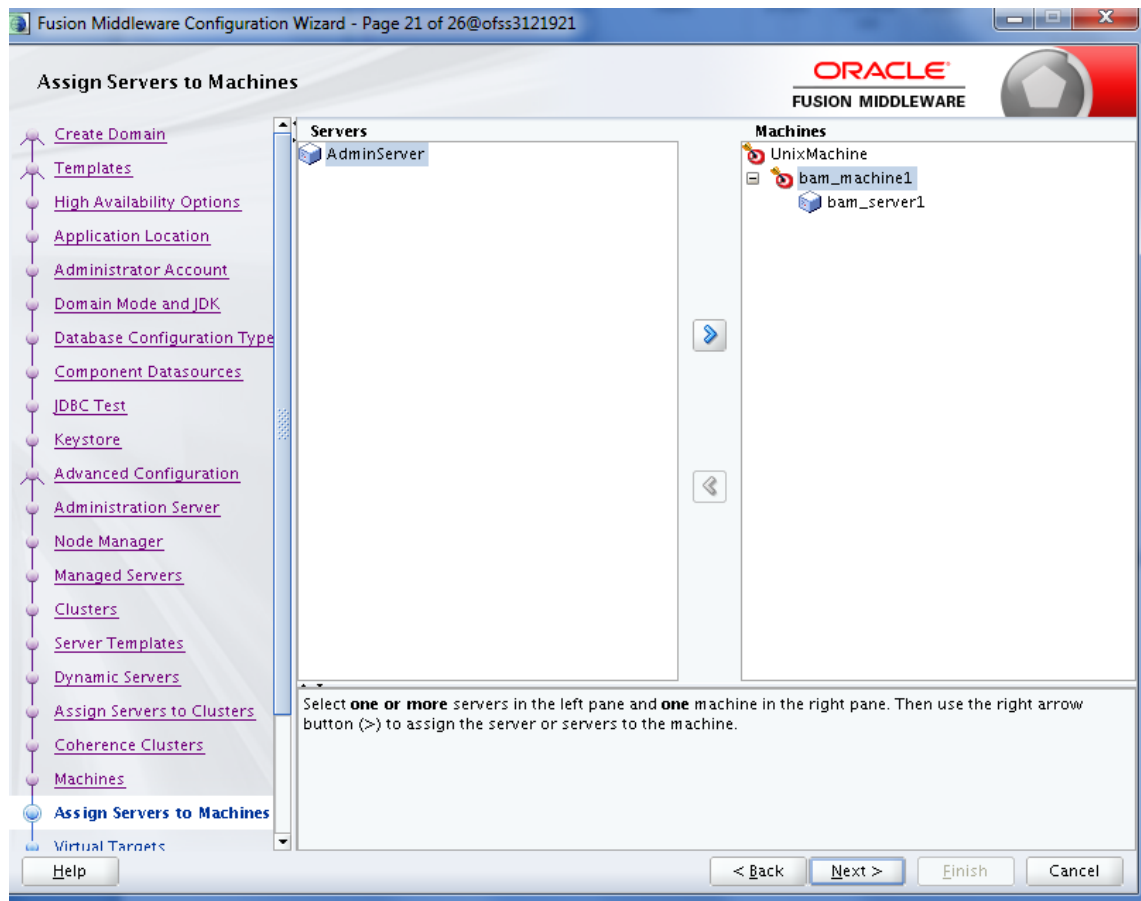 Fusion Middleware Configuration Wizard - Page 21 of 26@ofss3121921
Assign Servers to Machines
ORACLE
FUSION MIDDLEWARE
Create Domain
Templates
High Availability Options
Application Location
Administrator Account
Domain Mode and JDK
Database Configuration Type
Component Datasources
JDBC Test
Keystore
Advanced Configuration
Administration Server
Node Manager
Managed Servers
Clusters
Server Templates
Dynamic Servers
Assign Servers to Clusters
Coherence Clusters
Machines
Assign Servers to Machines
Virtual Targets
Servers
AdminServer
Machines
UnixMachine
bam_machine1
bam_server1
Select one or more servers in the left pane and one machine in the right pane. Then use the right arrow
button (>) to assign the server or servers to the machine.
Help
< Back
Next >
Finish
Cancel